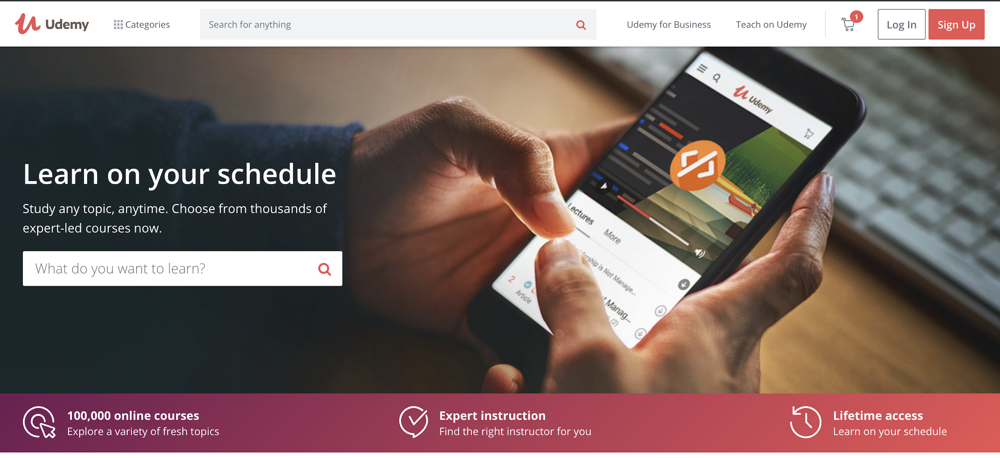 Udemy
Categories
Search for anything
Udemy for Business
Teach on Udemy
1
Log In
Sign Up
Udemy
Learn on your schedule
Study any topic, anytime. Choose from thousands of
expert-led courses now.
What do you want to learn?
Lectures
More
is Not Manage...
2
Article
Manag...
(2)
100,000 online courses
Explore a variety of fresh topics
Expert instruction
Find the right instructor for you
Lifetime access
Learn on your schedule